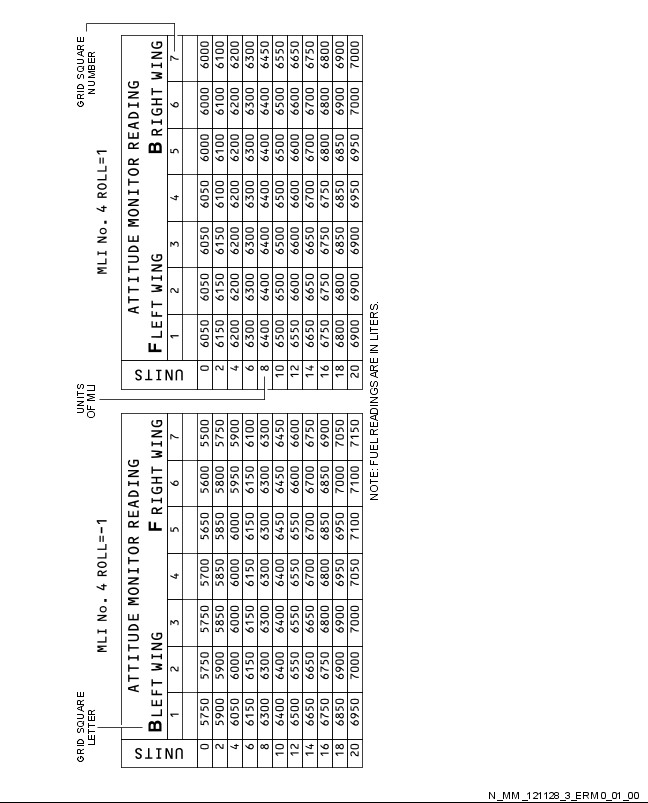 GRID SQUARE
LETTER
MLI No. 4 ROLL=-1
ATTITUDE MONITOR READING
UNITS
B LEFT WING F RIGHT WING
1 2 3 4 5 6 7
0 5750 5750 5750 5700 5650 5600 5500
2 5900 5900 5850 5850 5850 5800 5750
4 6050 6000 6000 6000 6000 5950 5900
6 6150 6150 6150 6150 6150 6150 6100
8 6300 6300 6300 6300 6300 6300 6300
10 6400 6400 6400 6400 6450 6450 6450
12 6500 6550 6550 6550 6550 6600 6600
14 6650 6650 6650 6700 6700 6700 6750
16 6750 6750 6800 6800 6850 6850 6900
18 6850 6900 6900 6950 6950 7000 7050
20 6950 7000 7000 7050 7100 7100 7150
UNITS
OF MLI
GRID SQUARE
NUMBER
MLI No. 4 ROLL=1
ATTITUDE MONITOR READING
UNITS
F LEFT WING B RIGHT WING
1 2 3 4 5 6 7
0 6050 6050 6050 6050 6000 6000 6000
2 6150 6150 6150 6100 6100 6100 6100
4 6200 6200 6200 6200 6200 6200 6200
6 6300 6300 6300 6300 6300 6300 6300
8 6400 6400 6400 6400 6400 6400 6450
10 6500 6500 6500 6500 6500 6500 6550
12 6550 6600 6600 6600 6600 6600 6650
14 6650 6650 6650 6700 6700 6700 6750
16 6750 6750 6750 6750 6800 6800 6800
18 6800 6800 6850 6850 6850 6900 6900
20 6900 6900 6900 6950 6950 7000 7000
NOTE: FUEL READINGS ARE IN LITERS.
N_MM_121128_3_ERM0_01_00